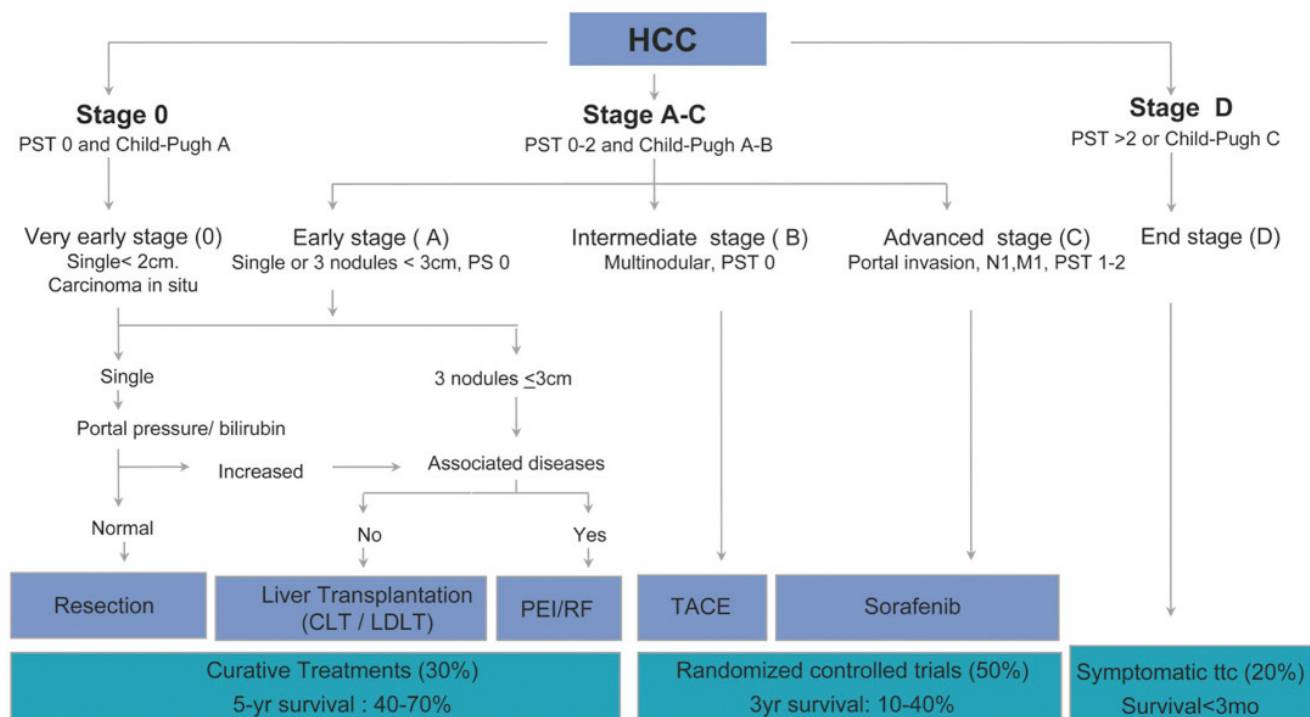 HCC
Stage 0
PST 0 and Child-Pugh A
Stage A-C
PST 0-2 and Child-Pugh A-B
Stage D
PST >2 or Child-Pugh C
Very early stage (0)
Single< 2cm.
Carcinoma in situ
Early stage ( A)
Single or 3 nodules < 3cm, PS 0
Intermediate stage ( B)
Multinodular, PST 0
Advanced stage (C)
Portal invasion, N1,M1, PST 1-2
End stage (D)
Single
3 nodules ≤3cm
Portal pressure/ bilirubin
Increased
Associated diseases
Normal
No
Yes
Resection
Liver Transplantation
(CLT / LDLT)
PEI/RF
TACE
Sorafenib
Curative Treatments (30%)
5-yr survival : 40-70%
Randomized controlled trials (50%)
3yr survival: 10-40%
Symptomatic ttc (20%)
Survival<3mo